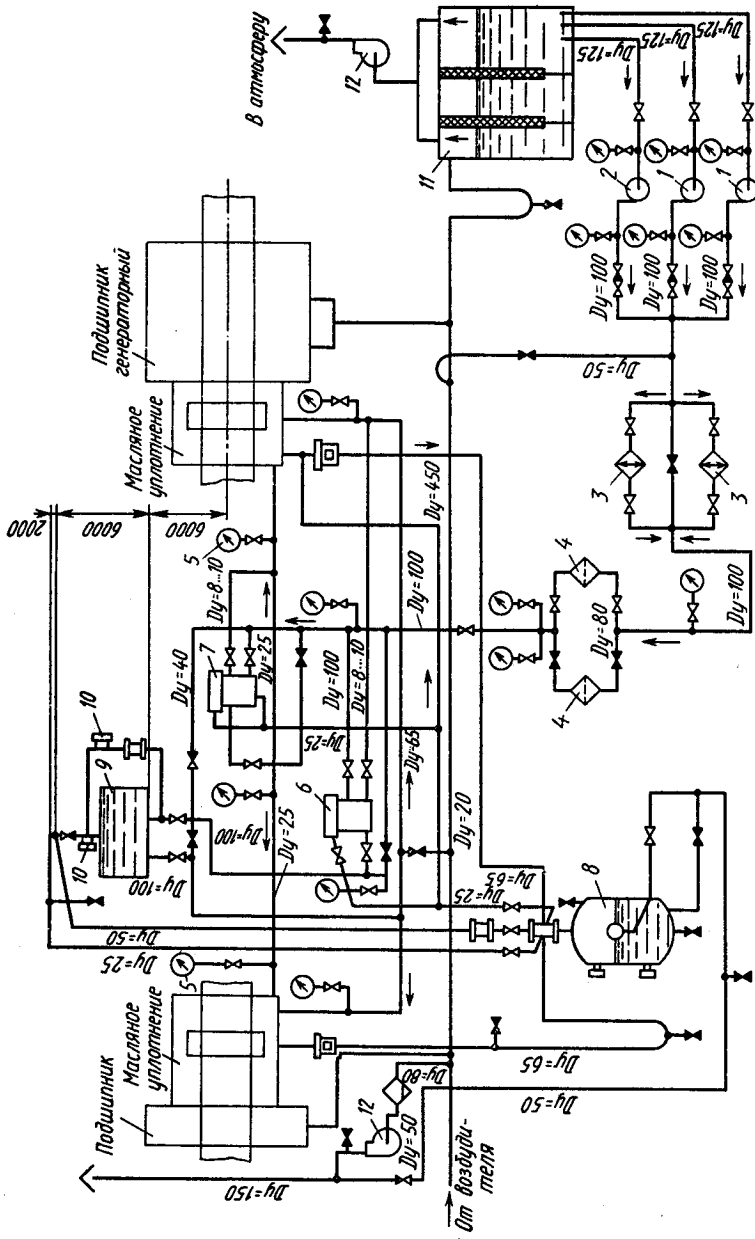 В атмосферу
12
11
Dy=125
Dy=125
Dy=125
2
1
1
Dy=100
Dy=100
Dy=100
Подшипник
генераторный
Масляное
уплотнение
Dy=50
3
3
2000
6000
6000
5
Dy=8...10
Dy=450
Dy=100
4
4
Dy=80
Dy=100
10
9
10
Dy=40
7
Dy=25
Dy=100
Dy=8...10
Dy=25
Dy=65
6
Dy=100
Dy=100
Dy=25
Dy=20
Dy=65
Dy=25
8
Dy=50
Dy=25
5
Масляное
уплотнение
Подшипник
Dy=65
Dy=80
12
Dy=50
Dy=50
Dy=150
От возбуди-
теля